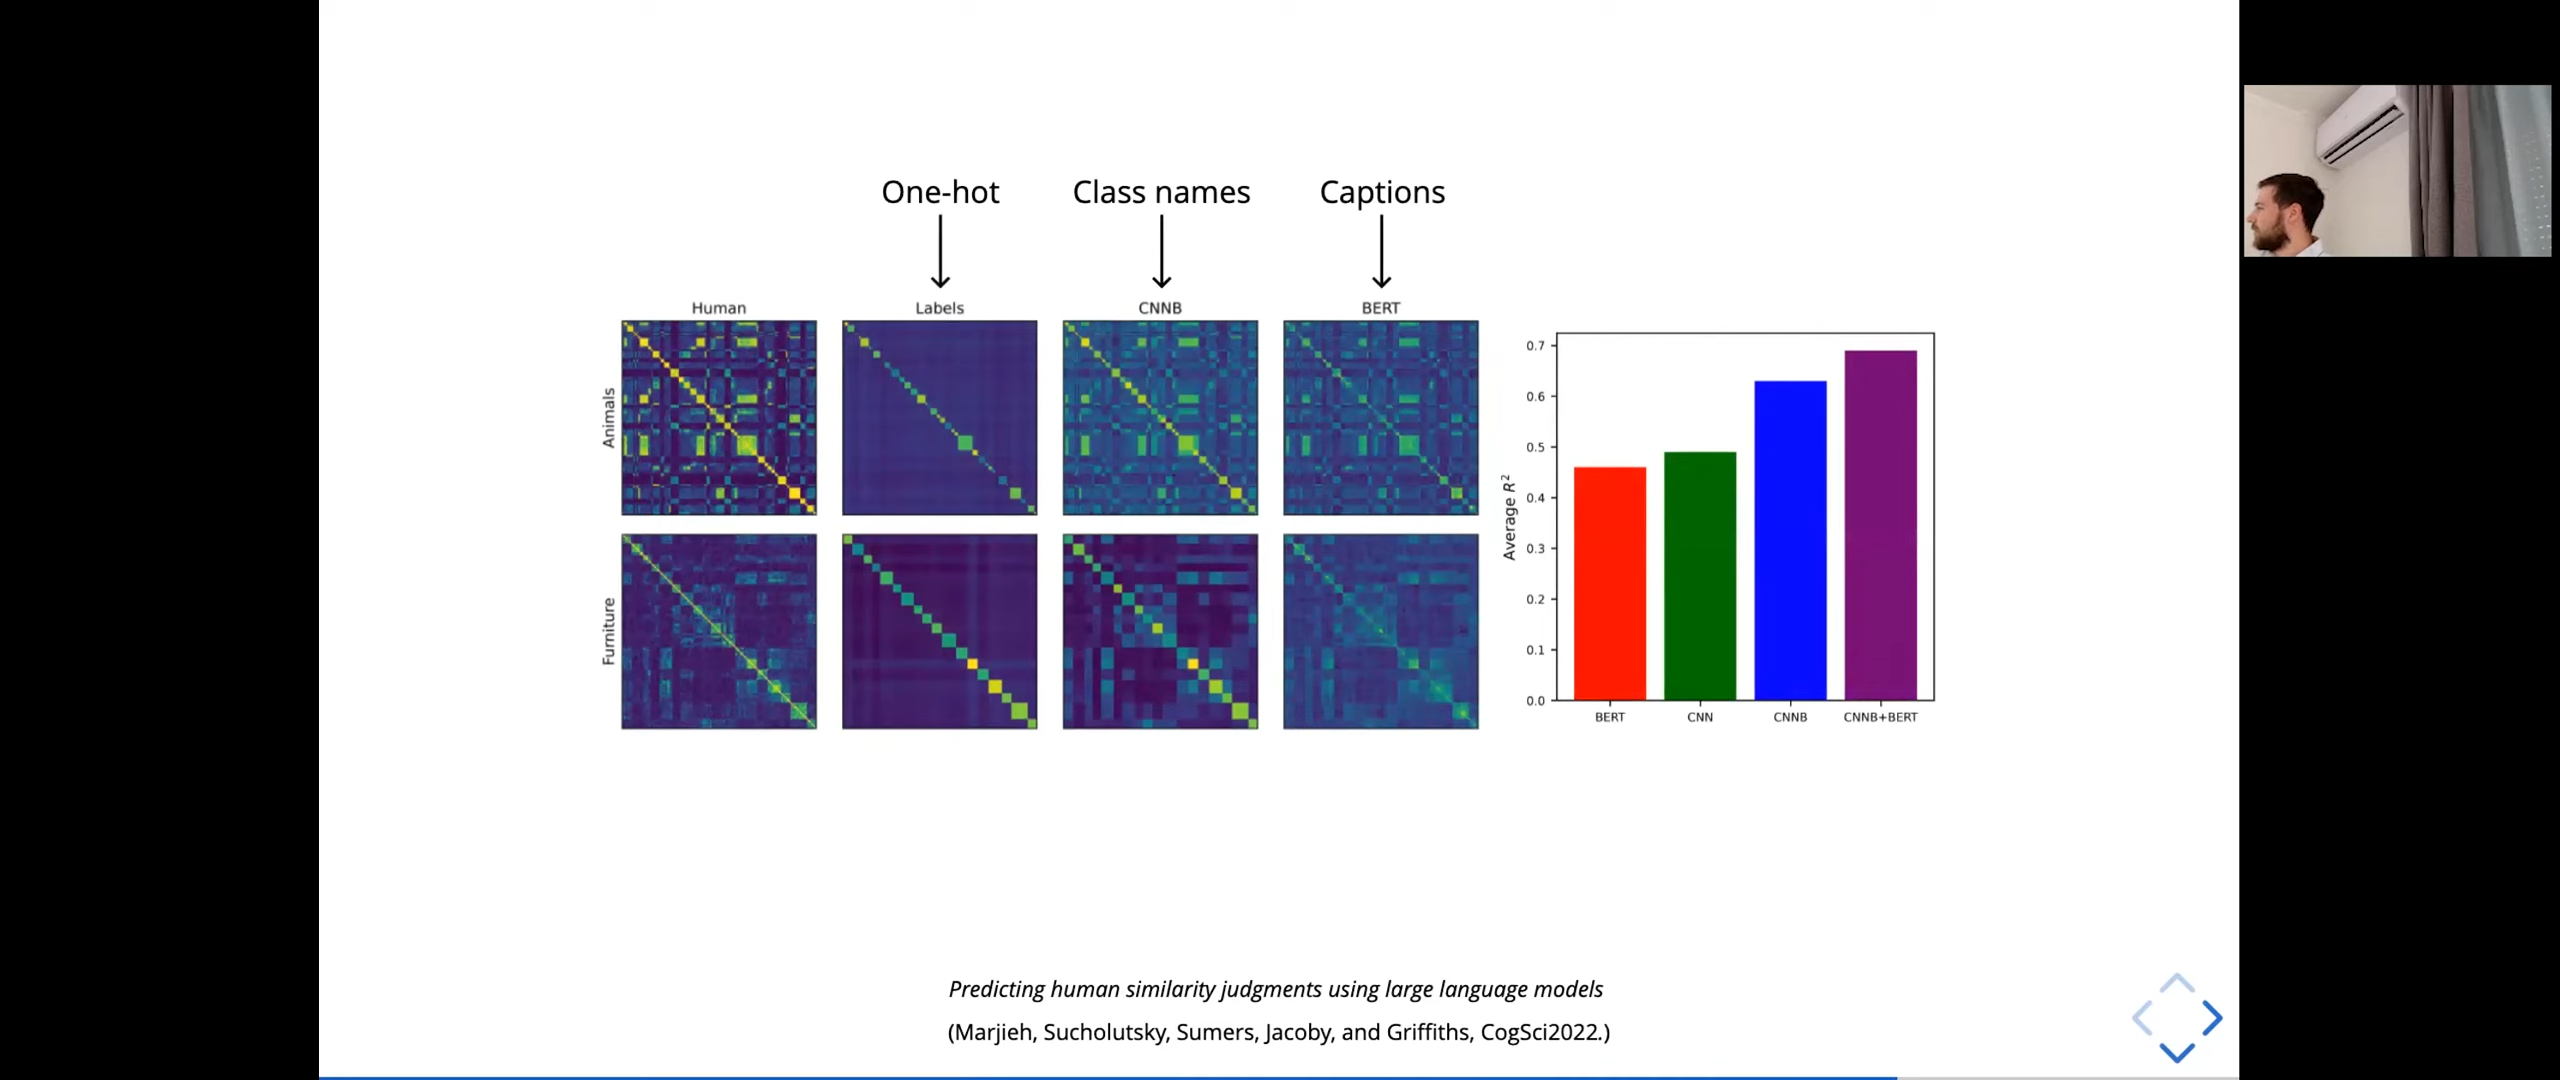 One-hot
Class names
Captions
Human
Labels
CNNB
BERT
Animals
Furniture
Average R²
0.7
0.6
0.5
0.4
0.3
0.2
0.1
0.0
BERT
CNN
CNNB
CNNB+BERT
Predicting human similarity judgments using large language models
(Marjieh, Sucholutsky, Sumers, Jacoby, and Griffiths, CogSci2022.)